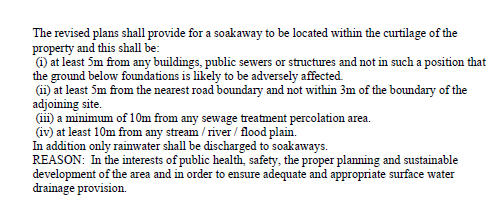 The revised plans shall provide for a soakaway to be located within the curtilage of the
property and this shall be:
(i) at least 5m from any buildings, public sewers or structures and not in such a position that
the ground below foundations is likely to be adversely affected.
(ii) at least 5m from the nearest road boundary and not within 3m of the boundary of the
adjoining site.
(iii) a minimum of 10m from any sewage treatment percolation area.
(iv) at least 10m from any stream / river / flood plain.
In addition only rainwater shall be discharged to soakaways.
REASON:  In the interests of public health, safety, the proper planning and sustainable
development of the area and in order to ensure adequate and appropriate surface water
drainage provision.